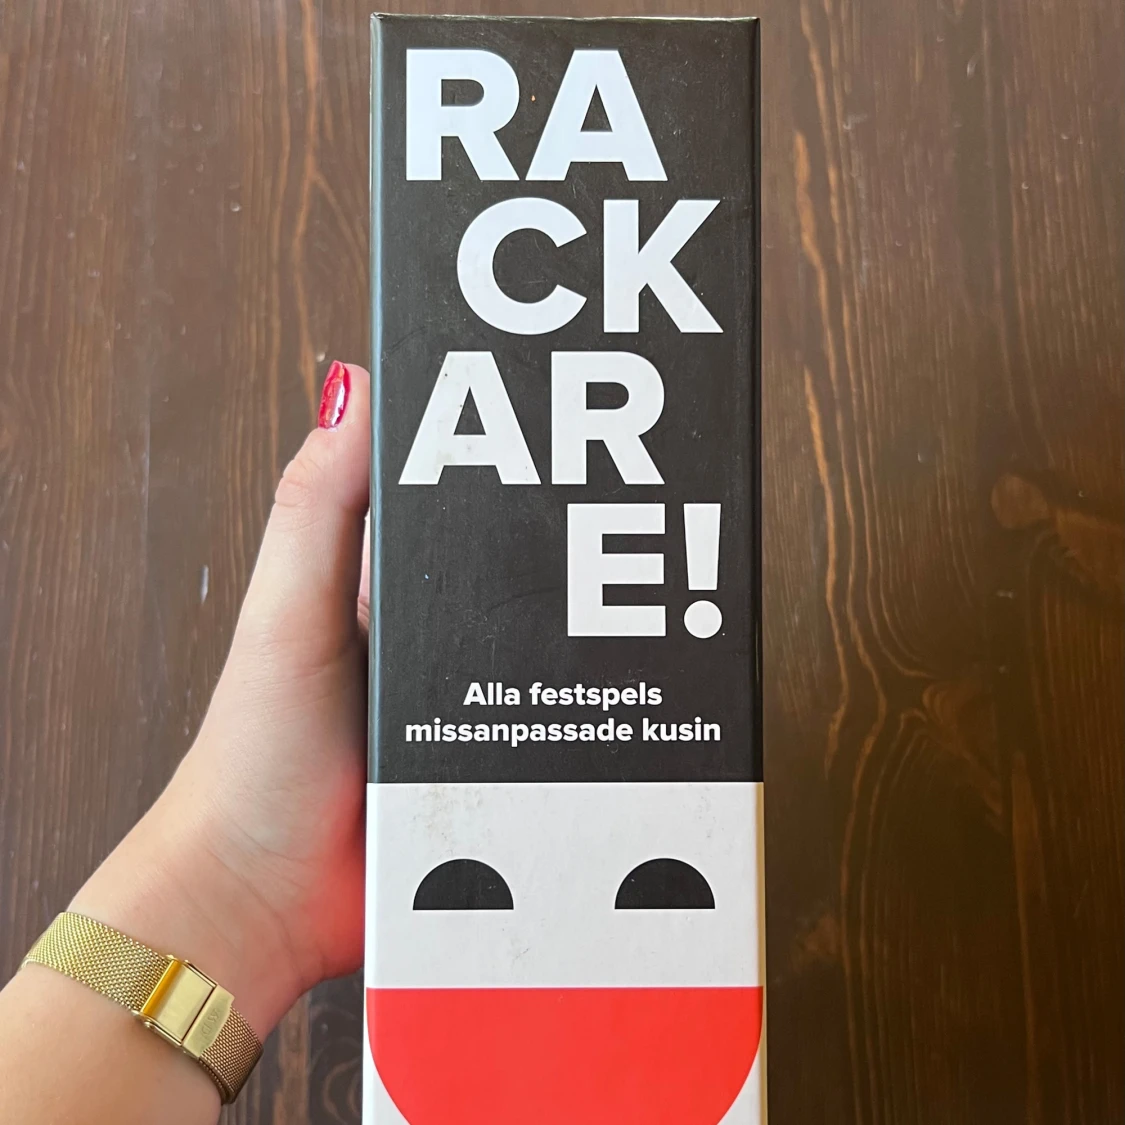 RA
CK
AR
E!
Alla festspels
missanpassade kusin